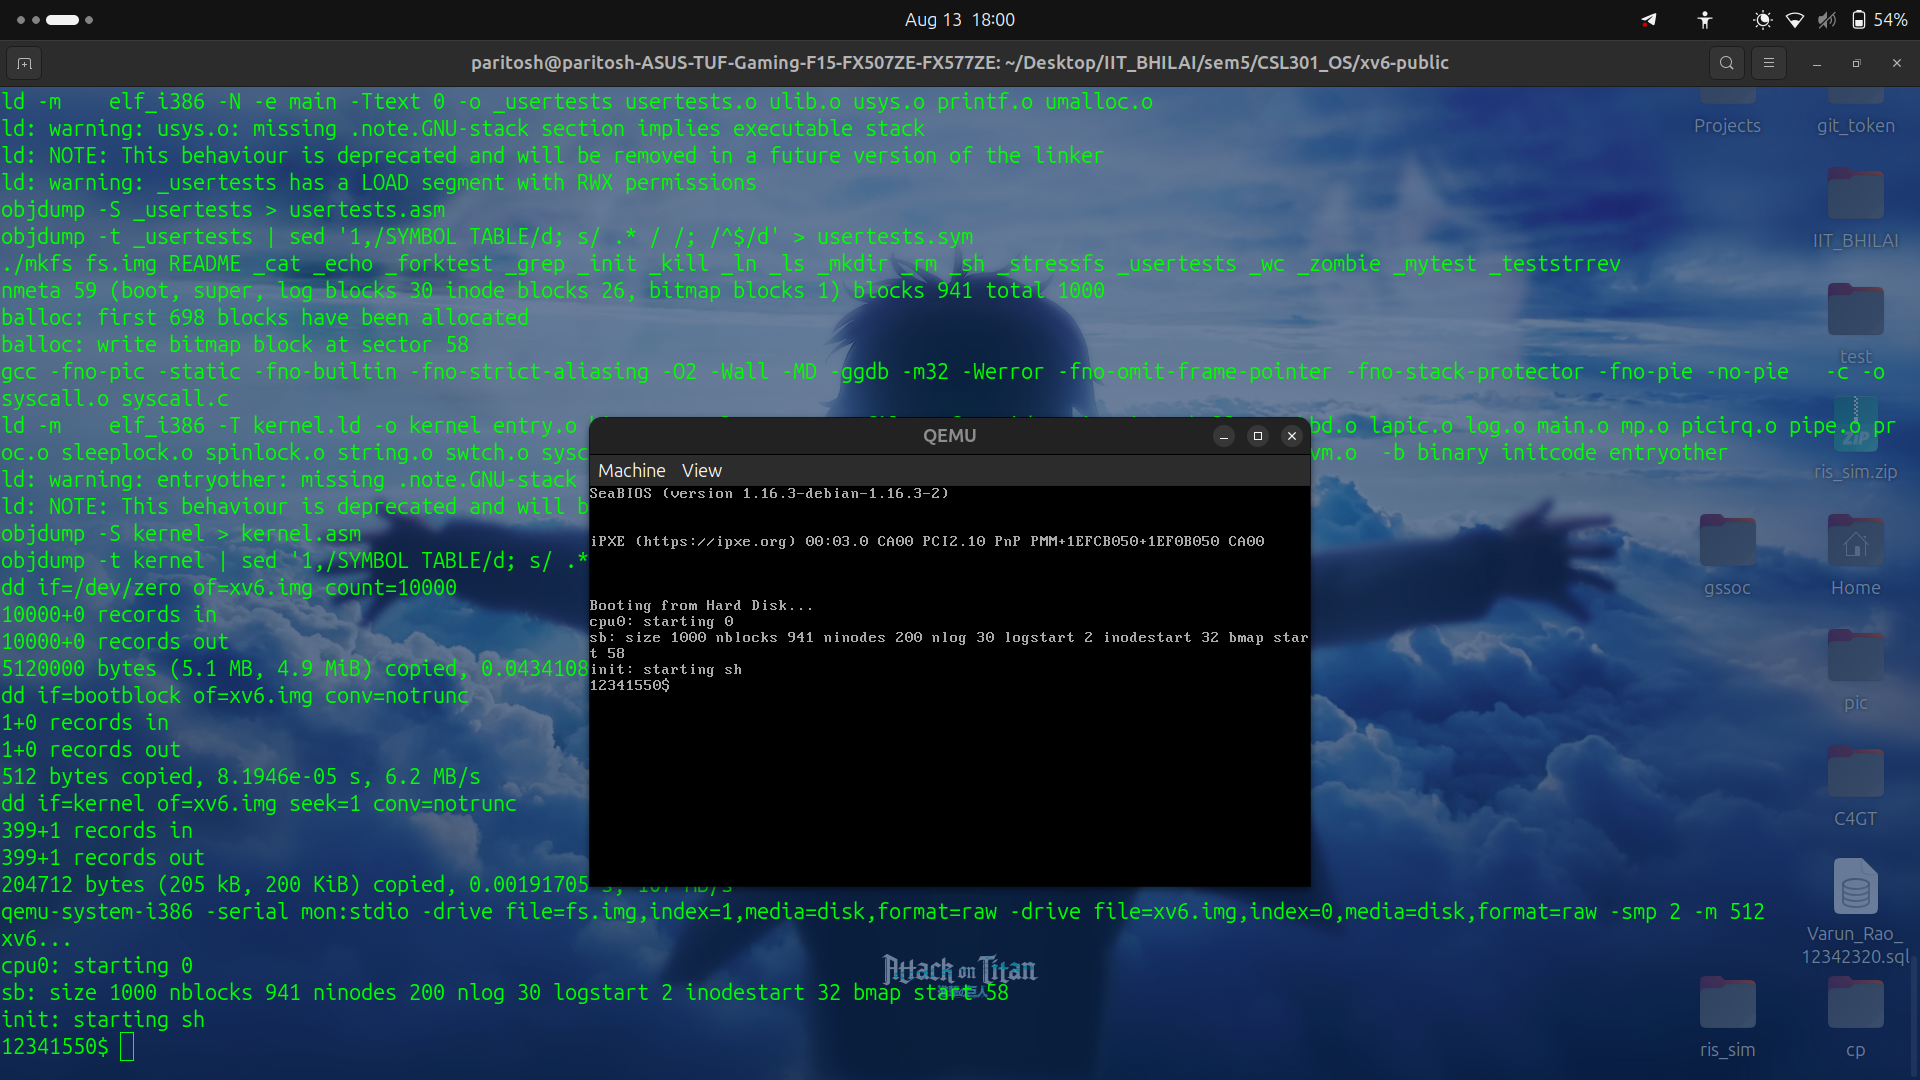 Aug 13 18:00
54%
paritosh@paritosh-ASUS-TUF-Gaming-F15-FX507ZE-FX577ZE: ~/Desktop/IIT_BHILAI/sem5/CSL301_OS/xv6-public
ld -m    elf_i386 -N -e main -Ttext 0 -o _usertests usertests.o ulib.o usys.o printf.o umalloc.o
ld: warning: usys.o: missing .note.GNU-stack section implies executable stack
ld: NOTE: This behaviour is deprecated and will be removed in a future version of the linker
ld: warning: _usertests has a LOAD segment with RWX permissions
objdump -S _usertests > usertests.asm
objdump -t _usertests | sed '1,/SYMBOL TABLE/d; s/ .* / /; /^$/d' > usertests.sym
./mkfs fs.img README _cat _echo _forktest _grep _init _kill _ln _ls _mkdir _rm _sh _stressfs _usertests _wc _zombie _mytest _teststrrev
nmeta 59 (boot, super, log blocks 30 inode blocks 26, bitmap blocks 1) blocks 941 total 1000
balloc: first 698 blocks have been allocated
balloc: write bitmap block at sector 58
gcc -fno-pic -static -fno-builtin -fno-strict-aliasing -O2 -Wall -MD -ggdb -m32 -Werror -fno-omit-frame-pointer -fno-stack-protector -fno-pie -no-pie   -c -o
syscall.o syscall.c
ld -m    elf_i386 -T kernel.ld -o kernel entry.o bd.o lapic.o log.o main.o mp.o picirq.o pipe.o pr
oc.o sleeplock.o spinlock.o string.o swtch.o sysc vm.o  -b binary initcode entryother
ld: warning: entryother: missing .note.GNU-stack
ld: NOTE: This behaviour is deprecated and will b
objdump -S kernel > kernel.asm
objdump -t kernel | sed '1,/SYMBOL TABLE/d; s/ .*
dd if=/dev/zero of=xv6.img count=10000
10000+0 records in
10000+0 records out
5120000 bytes (5.1 MB, 4.9 MiB) copied, 0.0434108
dd if=bootblock of=xv6.img conv=notrunc
1+0 records in
1+0 records out
512 bytes copied, 8.1946e-05 s, 6.2 MB/s
dd if=kernel of=xv6.img seek=1 conv=notrunc
399+1 records in
399+1 records out
204712 bytes (205 kB, 200 KiB) copied, 0.00191705 s, 107 MB/s
qemu-system-i386 -serial mon:stdio -drive file=fs.img,index=1,media=disk,format=raw -drive file=xv6.img,index=0,media=disk,format=raw -smp 2 -m 512
xv6...
cpu0: starting 0
sb: size 1000 nblocks 941 ninodes 200 nlog 30 logstart 2 inodestart 32 bmap start 58
init: starting sh
12341550$
QEMU
Machine View
SeaBIOS (version 1.16.3-debian-1.16.3-2)
iPXE (https://ipxe.org) 00:03.0 CA00 PCI2.10 PnP PMM+1EFCB050+1EF0B050 CA00
Booting from Hard Disk...
cpu0: starting 0
sb: size 1000 nblocks 941 ninodes 200 nlog 30 logstart 2 inodestart 32 bmap star
t 58
init: starting sh
12341550$
Attack on Titan
Projects
git_token
IIT_BHILAI
test
ZIP
ris_sim.zip
gssoc
Home
pic
C4GT
Varun_Rao_
12342320.sql
ris_sim
cp